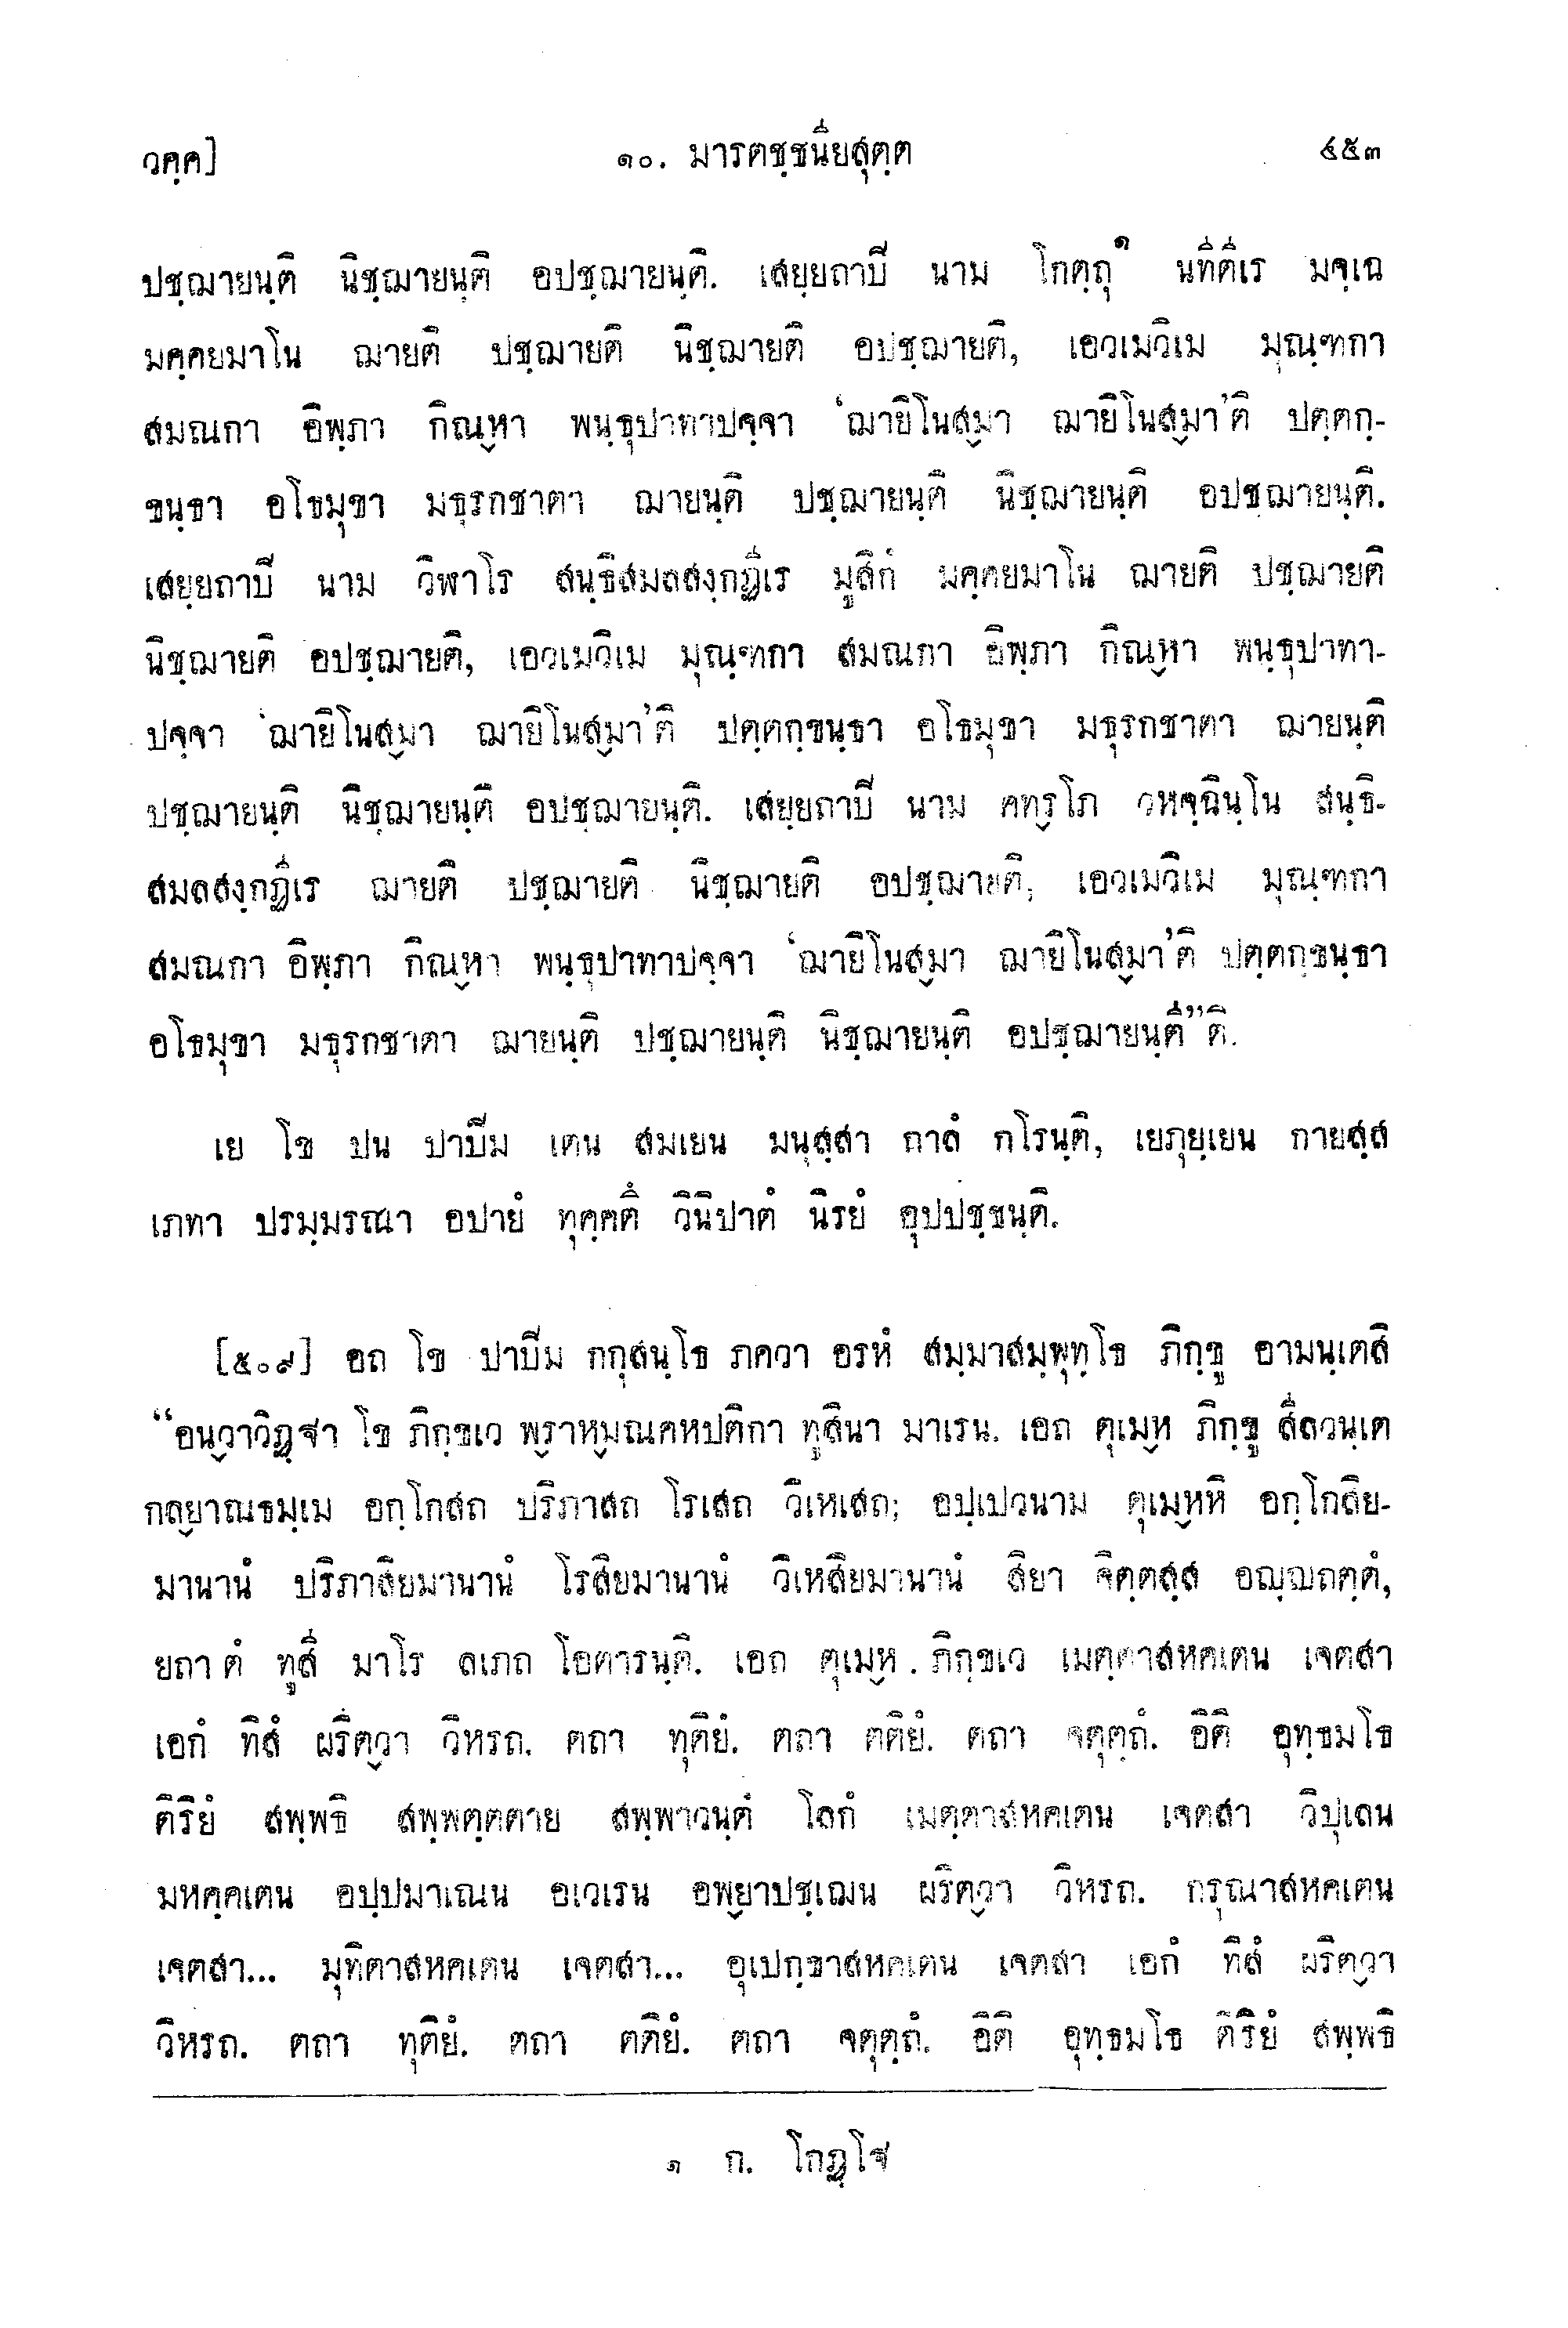 วคฺค]
๑๐. มารตชฺชนียสุตฺต
๔๕๓
ปชฺฌายนฺติ นิชฺฌายนฺติ อปชฺฌายนฺติ. เสยฺยถาปิ นาม โกตฺถุ๑ นทีตีเร มจฺเฉ
มคฺคยมาโน ฌายติ ปชฺฌายติ นิชฺฌายติ อปชฺฌายติ, เอวเมวิเม มุณฺฑกา
สมณกา อิพฺภา กิณฺหา พนฺธุปาทาปจฺจา ‘ฌายิโนสฺมา ฌายิโนสฺมา’ติ ปตฺตกฺ-
ขนฺธา อโธมุขา มธุรกชาตา ฌายนฺติ ปชฺฌายนฺติ นิชฺฌายนฺติ อปชฺฌายนฺติ.
เสยฺยถาปิ นาม วิฬาโร สนฺธิสมลสงฺกฏีเร มูสิกํ มคฺคยมาโน ฌายติ ปชฺฌายติ
นิชฺฌายติ อปชฺฌายติ, เอวเมวิเม มุณฺฑกา สมณกา อิพฺภา กิณฺหา พนฺธุปาทา-
ปจฺจา ‘ฌายิโนสฺมา ฌายิโนสฺมา’ติ ปตฺตกฺขนฺธา อโธมุขา มธุรกชาตา ฌายนฺติ
ปชฺฌายนฺติ นิชฺฌายนฺติ อปชฺฌายนฺติ. เสยฺยถาปิ นาม คทฺรโภ วหจฺฉินฺโน สนฺธิ-
สมลสงฺกฏีเร ฌายติ ปชฺฌายติ นิชฺฌายติ อปชฺฌายติ, เอวเมวิเม มุณฺฑกา
สมณกา อิพฺภา กิณฺหา พนฺธุปาทาปจฺจา ‘ฌายิโนสฺมา ฌายิโนสฺมา’ติ ปตฺตกฺขนฺธา
อโธมุขา มธุรกชาตา ฌายนฺติ ปชฺฌายนฺติ นิชฺฌายนฺติ อปชฺฌายนฺตี”ติ.
เย โข ปน ปาปิม เตน สมเยน มนุสฺสา กาลํ กโรนฺติ, เยภุยฺเยน กายสฺส
เภทา ปรมฺมรณา อปายํ ทุคฺคตึ วินิปาตํ นิรยํ อุปปชฺชนฺติ.
[๕๐๙] อถ โข ปาปิม กกุสนฺโธ ภควา อรหํ สมฺมาสมฺพุทฺโธ ภิกฺขู อามนฺเตสิ
“อนฺวาวิฏฺฐา โข ภิกฺขเว พฺราหฺมณคหปติกา ทูสินา มาเรน. เอถ ตุเมฺห ภิกฺขู สีลวนฺเต
กลฺยาณธมฺเม อกฺโกสถ ปริภาสถ โรเสถ วิเหเสถ; อปฺเปวนาม ตุเมฺหหิ อกฺโกสิย-
มานานํ ปริภาสิยมานานํ โรสิยมานานํ วิเหสิยมานานํ สิยา จิตฺตสฺส อญฺญถตฺตํ,
ยถา ตํ ทูสี มาโร ลเภถ โอตารนฺติ. เอถ ตุเมฺห ภิกฺขเว เมตฺตาสหคเตน เจตสา
เอกํ ทิสํ ผริตฺวา วิหรถ. ตถา ทุติยํ. ตถา ตติยํ. ตถา จตุตฺถํ. อิติ อุทฺธมโธ
ติริยํ สพฺพธิ สพฺพตฺตตาย สพฺพาวนฺตํ โลกํ เมตฺตาสหคเตน เจตสา วิปุเลน
มหคฺคเตน อปฺปมาเณน อเวเรน อพฺยาปชฺเฌน ผริตฺวา วิหรถ. กรุณาสหคเตน
เจตสา... มุทิตาสหคเตน เจตสา... อุเปกฺขาสหคเตน เจตสา เอกํ ทิสํ ผริตฺวา
วิหรถ. ตถา ทุติยํ. ตถา ตติยํ. ตถา จตุตฺถํ. อิติ อุทฺธมโธ ติริยํ สพฺพธิ
๑ ก. โกฏฺโฐ